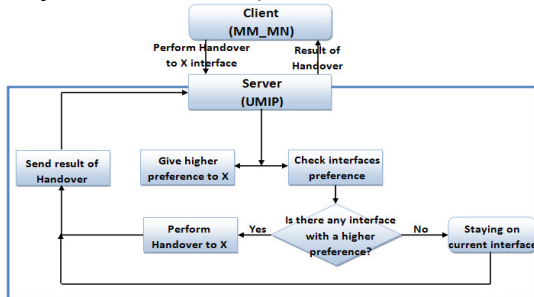 Client
(MM_MN)
Perform Handover
to X interface
Result of
Handover
Server
(UMIP)
Send result of
Handover
Give higher
preference to X
Check interfaces
preference
Is there any interface
with a higher
preference?
Yes
No
Perform
Handover to X
Staying on
current interface